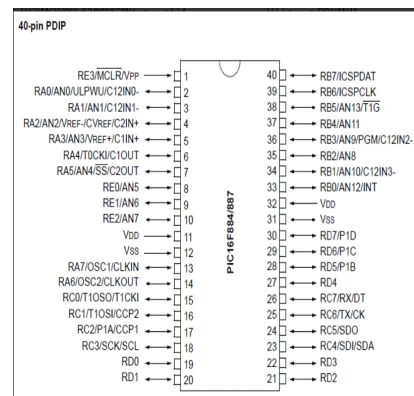 40-pin PDIP
RE3/MCLR/VPP 1
RA0/AN0/ULPWU/C12IN0- 2
RA1/AN1/C12IN1- 3
RA2/AN2/VREF-/CVREF/C2IN+ 4
RA3/AN3/VREF+/C1IN+ 5
RA4/T0CKI/C1OUT 6
RA5/AN4/SS/C2OUT 7
RE0/AN5 8
RE1/AN6 9
RE2/AN7 10
VDD 11
VSS 12
RA7/OSC1/CLKIN 13
RA6/OSC2/CLKOUT 14
RC0/T1OSO/T1CKI 15
RC1/T1OSI/CCP2 16
RC2/P1A/CCP1 17
RC3/SCK/SCL 18
RD0 19
RD1 20
PIC16F884/887
40 RB7/ICSPDAT
39 RB6/ICSPCLK
38 RB5/AN13/T1G
37 RB4/AN11
36 RB3/AN9/PGM/C12IN2-
35 RB2/AN8
34 RB1/AN10/C12IN3-
33 RB0/AN12/INT
32 VDD
31 VSS
30 RD7/P1D
29 RD6/P1C
28 RD5/P1B
27 RD4
26 RC7/RX/DT
25 RC6/TX/CK
24 RC5/SDO
23 RC4/SDI/SDA
22 RD3
21 RD2